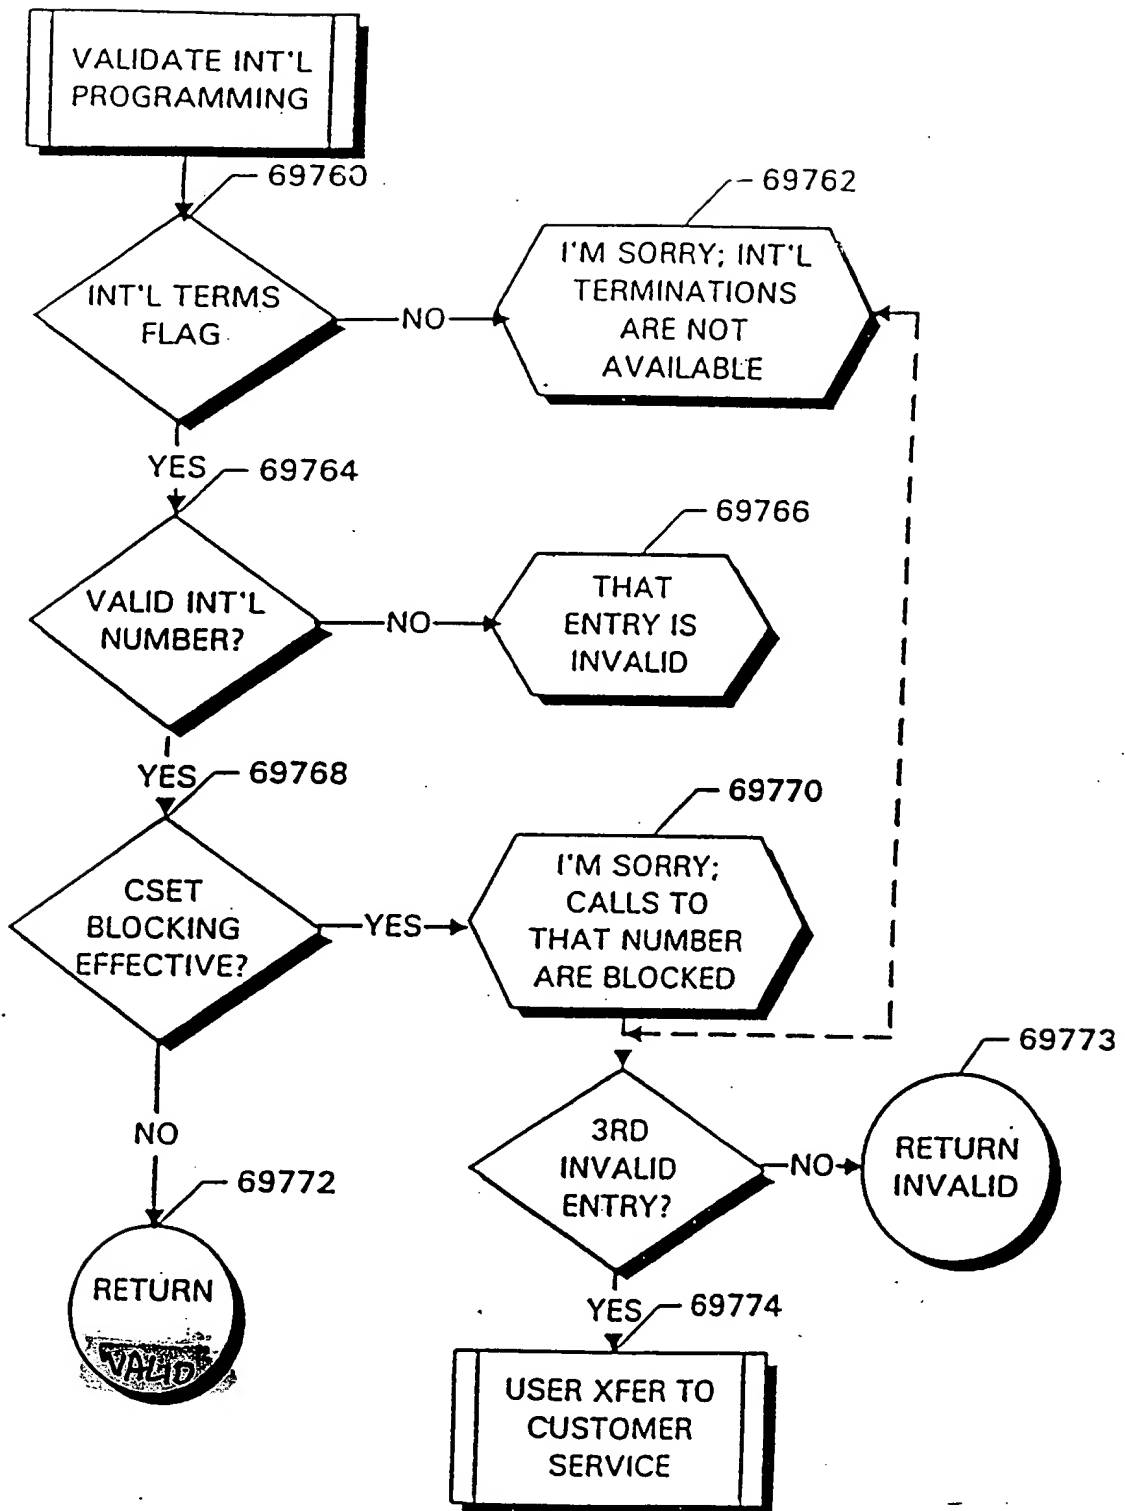 VALIDATE INT'L
PROGRAMMING
69760
69762
INT'L TERMS
FLAG
NO
I'M SORRY; INT'L
TERMINATIONS
ARE NOT
AVAILABLE
YES
69764
69766
VALID INT'L
NUMBER?
NO
THAT
ENTRY IS
INVALID
YES
69768
69770
CSET
BLOCKING
EFFECTIVE?
YES
I'M SORRY;
CALLS TO
THAT NUMBER
ARE BLOCKED
69773
NO
3RD
INVALID
ENTRY?
NO
RETURN
INVALID
69772
RETURN
"VALID"
YES
69774
USER XFER TO
CUSTOMER
SERVICE